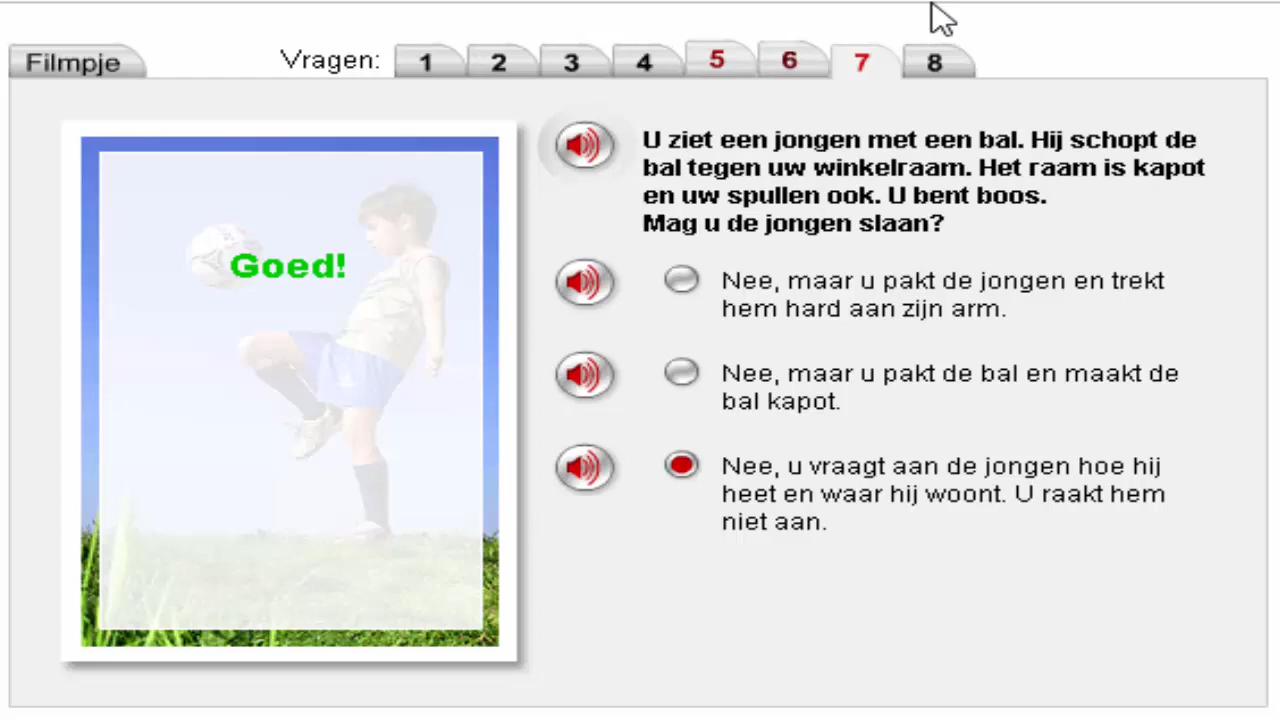 Filmpje Vragen: 1 2 3 4 5 6 7 8
U ziet een jongen met een bal. Hij schopt de
bal tegen uw winkelraam. Het raam is kapot
en uw spullen ook. U bent boos.
Mag u de jongen slaan?
Goed!
Nee, maar u pakt de jongen en trekt
hem hard aan zijn arm.
Nee, maar u pakt de bal en maakt de
bal kapot.
Nee, u vraagt aan de jongen hoe hij
heet en waar hij woont. U raakt hem
niet aan.